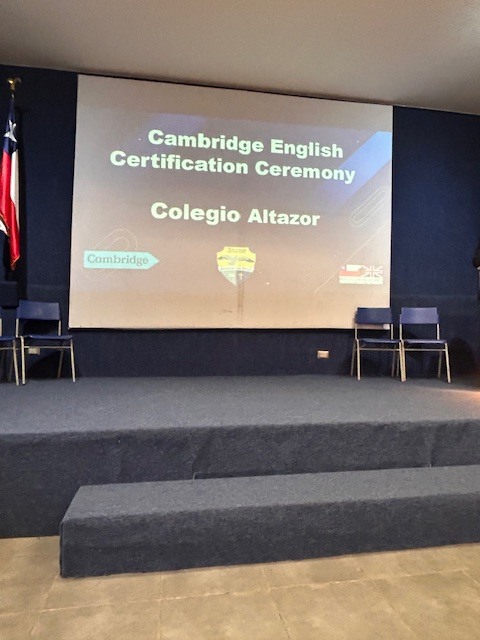 Cambridge English
Certification Ceremony
Colegio Altazor
Cambridge